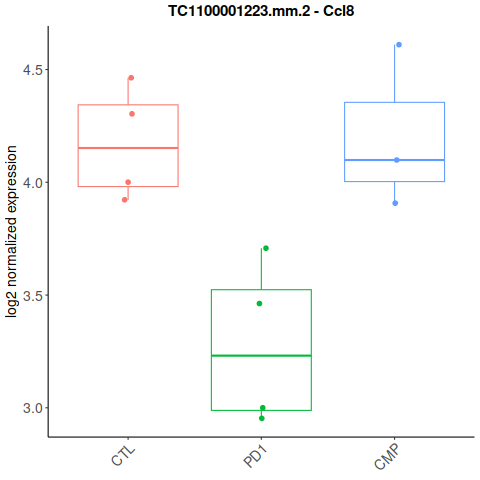 TC1100001223.mm.2 - Ccl8
log2 normalized expression
4.5
4.0
3.5
3.0
CTL
PD1
CMP